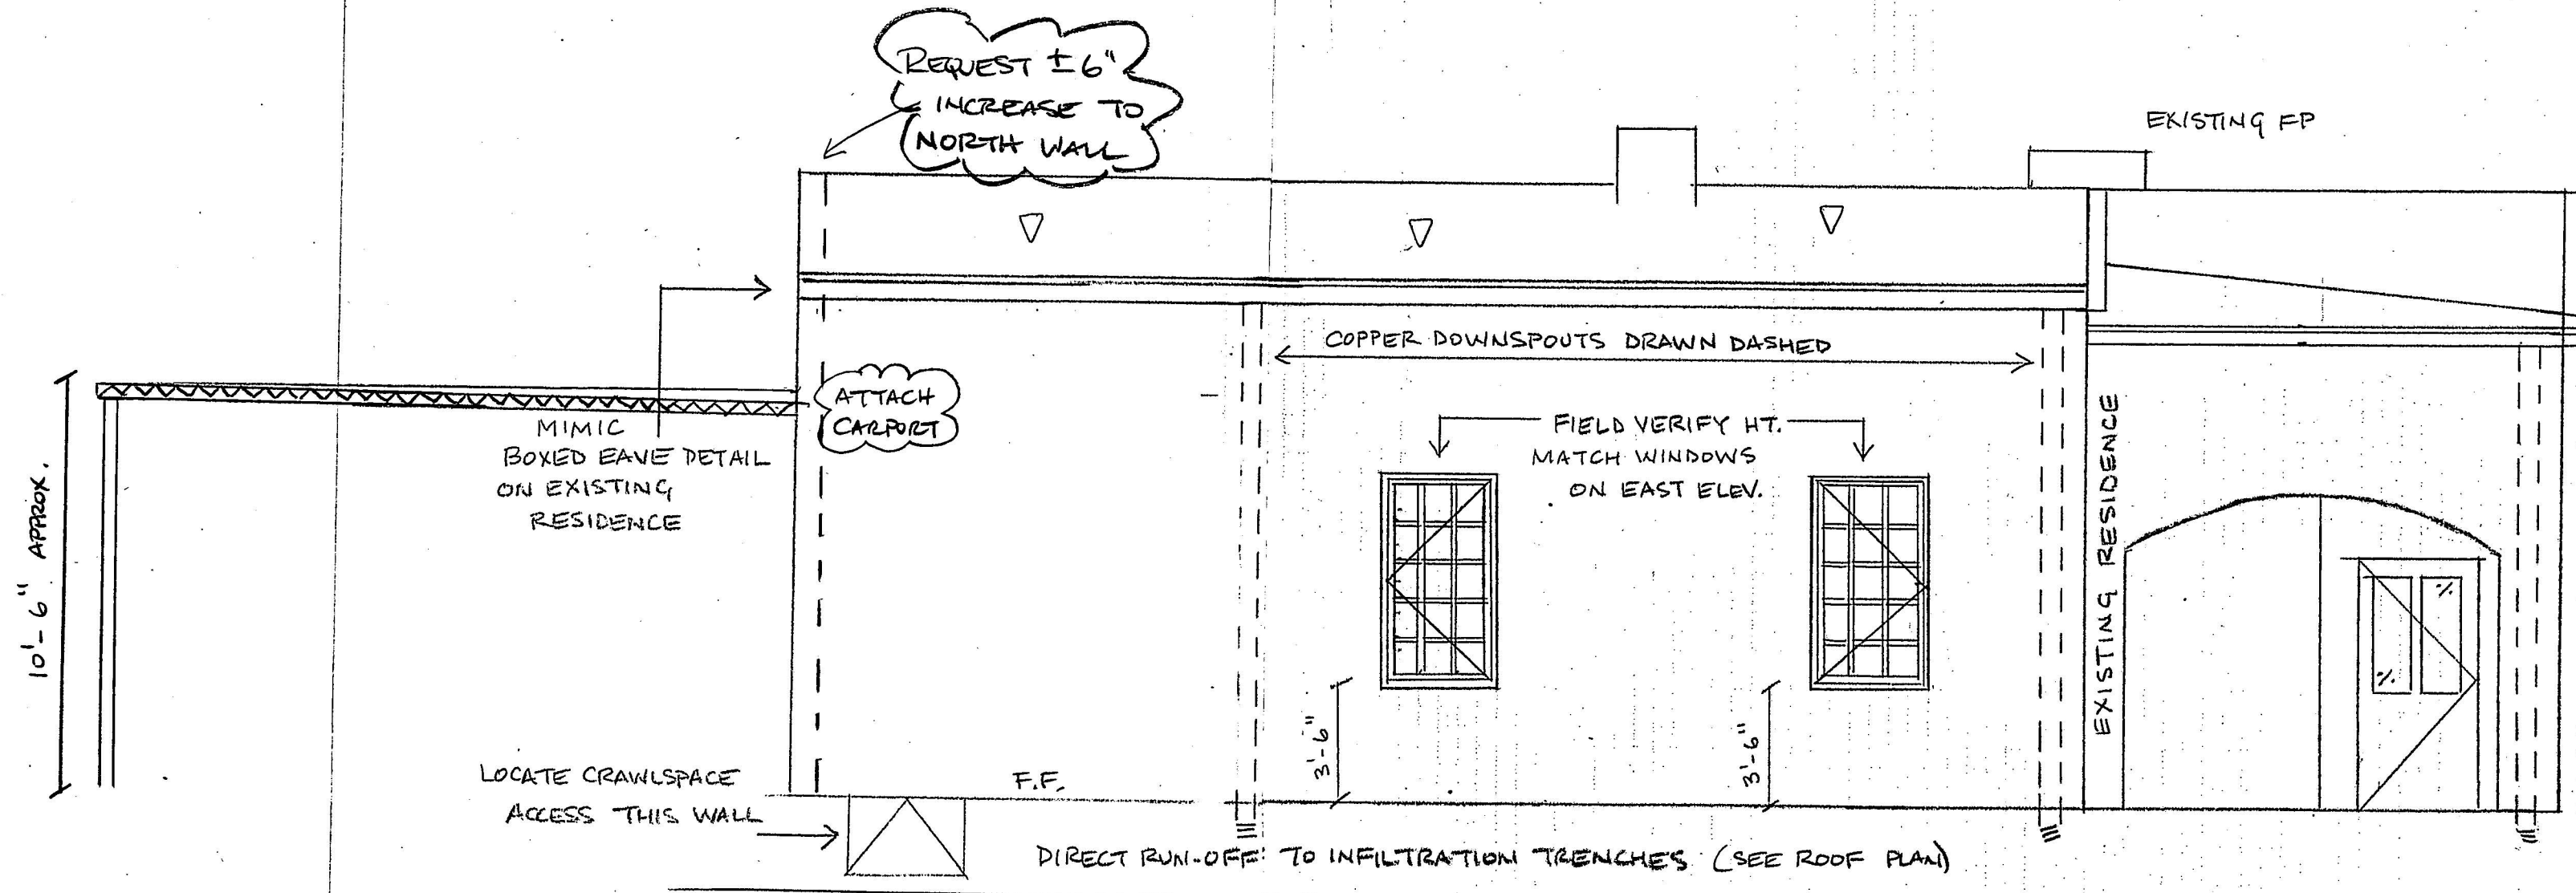 REQUEST ±6"
INCREASE TO
NORTH WALL
EXISTING FP
COPPER DOWNSPOUTS DRAWN DASHED
ATTACH
CARPORT
MIMIC
BOXED EAVE DETAIL
ON EXISTING
RESIDENCE
FIELD VERIFY HT.
MATCH WINDOWS
ON EAST ELEV.
EXISTING RESIDENCE
10'-6" APPROX.
3'-6"
3'-6"
LOCATE CRAWLSPACE
ACCESS THIS WALL
F.F.
DIRECT RUN-OFF TO INFILTRATION TRENCHES (SEE ROOF PLAN)